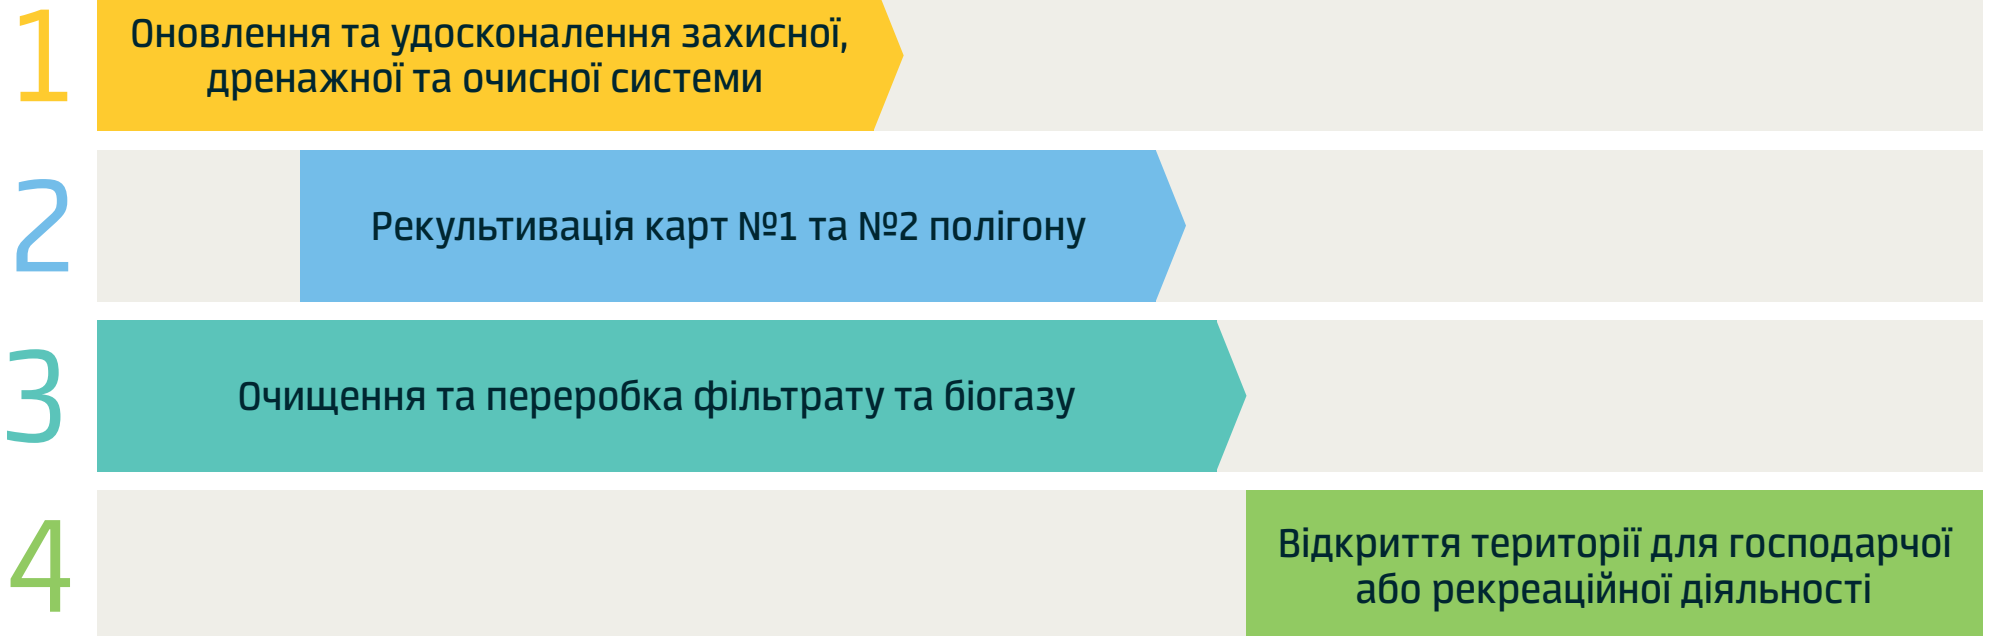 1
Оновлення та удосконалення захисної,
дренажної та очисної системи
2
Рекультивація карт №1 та №2 полігону
3
Очищення та переробка фільтрату та біогазу
4
Відкриття території для господарчої
або рекреаційної діяльності